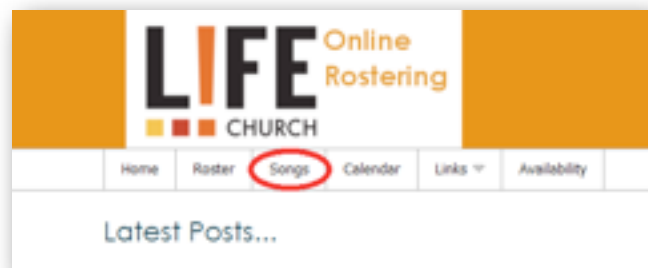 L!FE
CHURCH
Online
Rostering
Home Roster Songs Calendar Links Availability
Latest Posts...